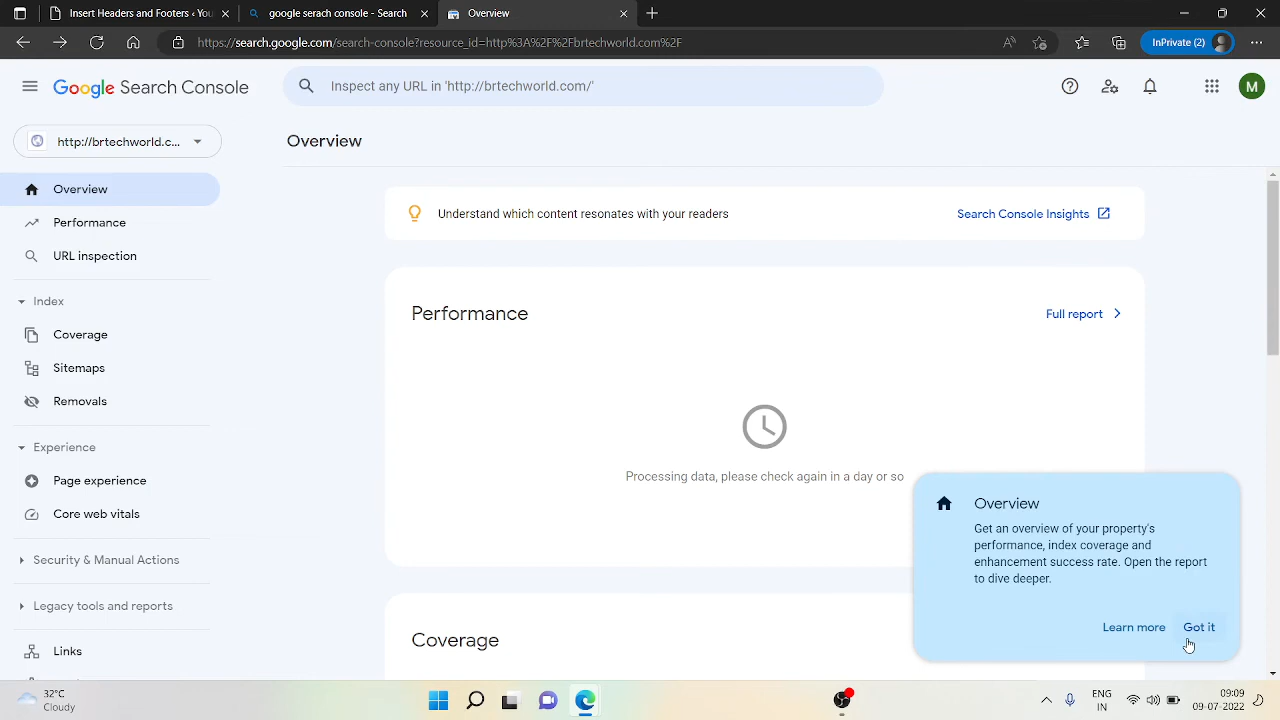 Insert Headers and Footers ‹ You
google search console - Search
Overview
https://search.google.com/search-console?resource_id=http%3A%2F%2Fbrtechworld.com%2F
InPrivate (2)
Google Search Console
Inspect any URL in 'http://brtechworld.com/'
M
http://brtechworld.c...
Overview
Overview
Performance
URL inspection
Index
Coverage
Sitemaps
Removals
Experience
Page experience
Core web vitals
Security & Manual Actions
Legacy tools and reports
Links
Understand which content resonates with your readers
Search Console Insights
Performance
Full report
Processing data, please check again in a day or so
Coverage
Overview
Get an overview of your property's
performance, index coverage and
enhancement success rate. Open the report
to dive deeper.
Learn more
Got it
32°C
Cloudy
ENG
IN
09:09
09-07-2022